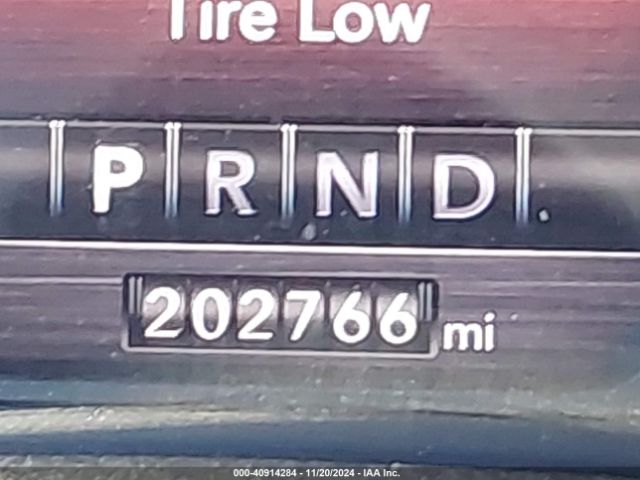 Tire Low
P R N D
202766 mi
000-40914284 - 11/20/2024 - IAA Inc.